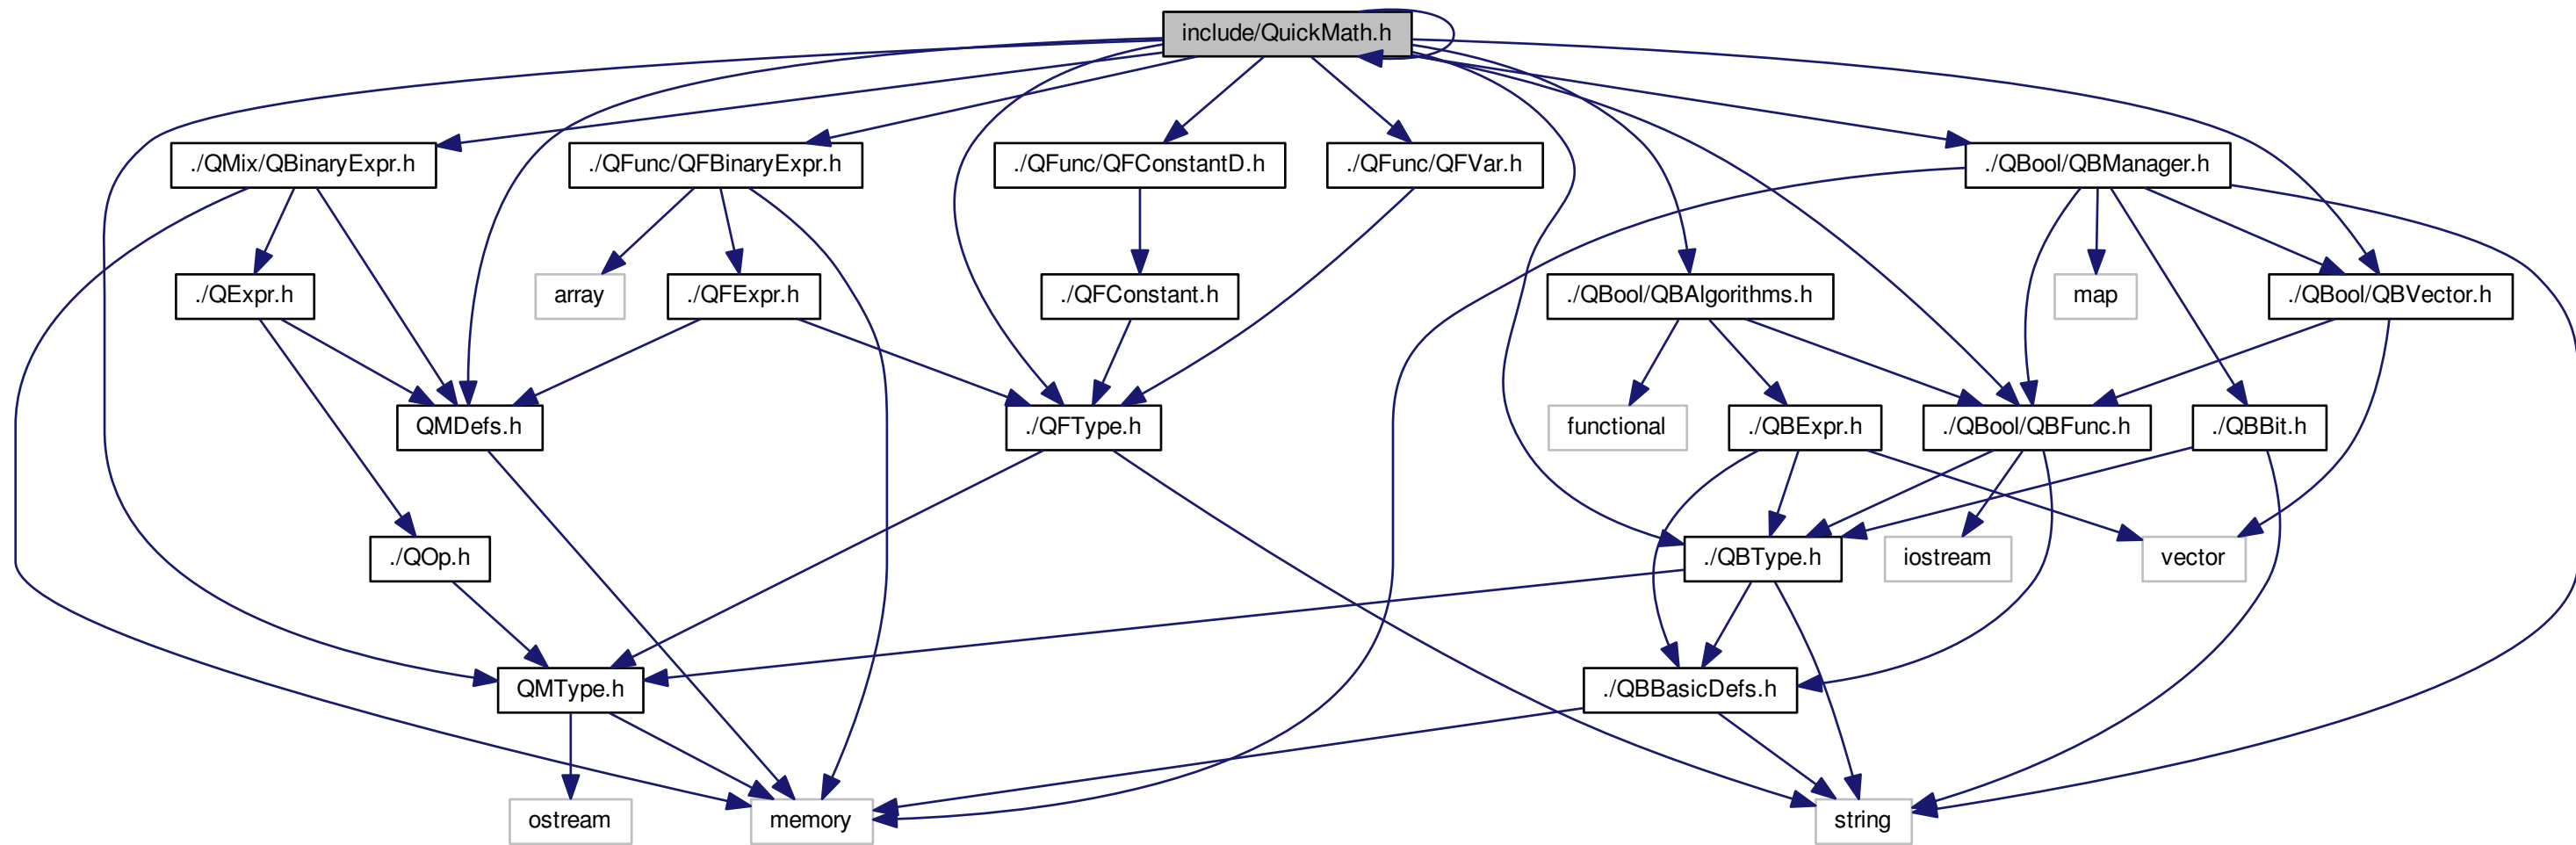 include/QuickMath.h
./QMix/QBinaryExpr.h
./QFunc/QFBinaryExpr.h
./QFunc/QFConstantD.h
./QFunc/QFVar.h
./QBool/QBManager.h
./QExpr.h
array
./QFExpr.h
./QFConstant.h
./QBool/QBAlgorithms.h
map
./QBool/QBVector.h
QMDefs.h
./QFType.h
functional
./QBExpr.h
./QBool/QBFunc.h
./QBBit.h
./QOp.h
./QBType.h
iostream
vector
QMType.h
./QBBasicDefs.h
ostream
memory
string